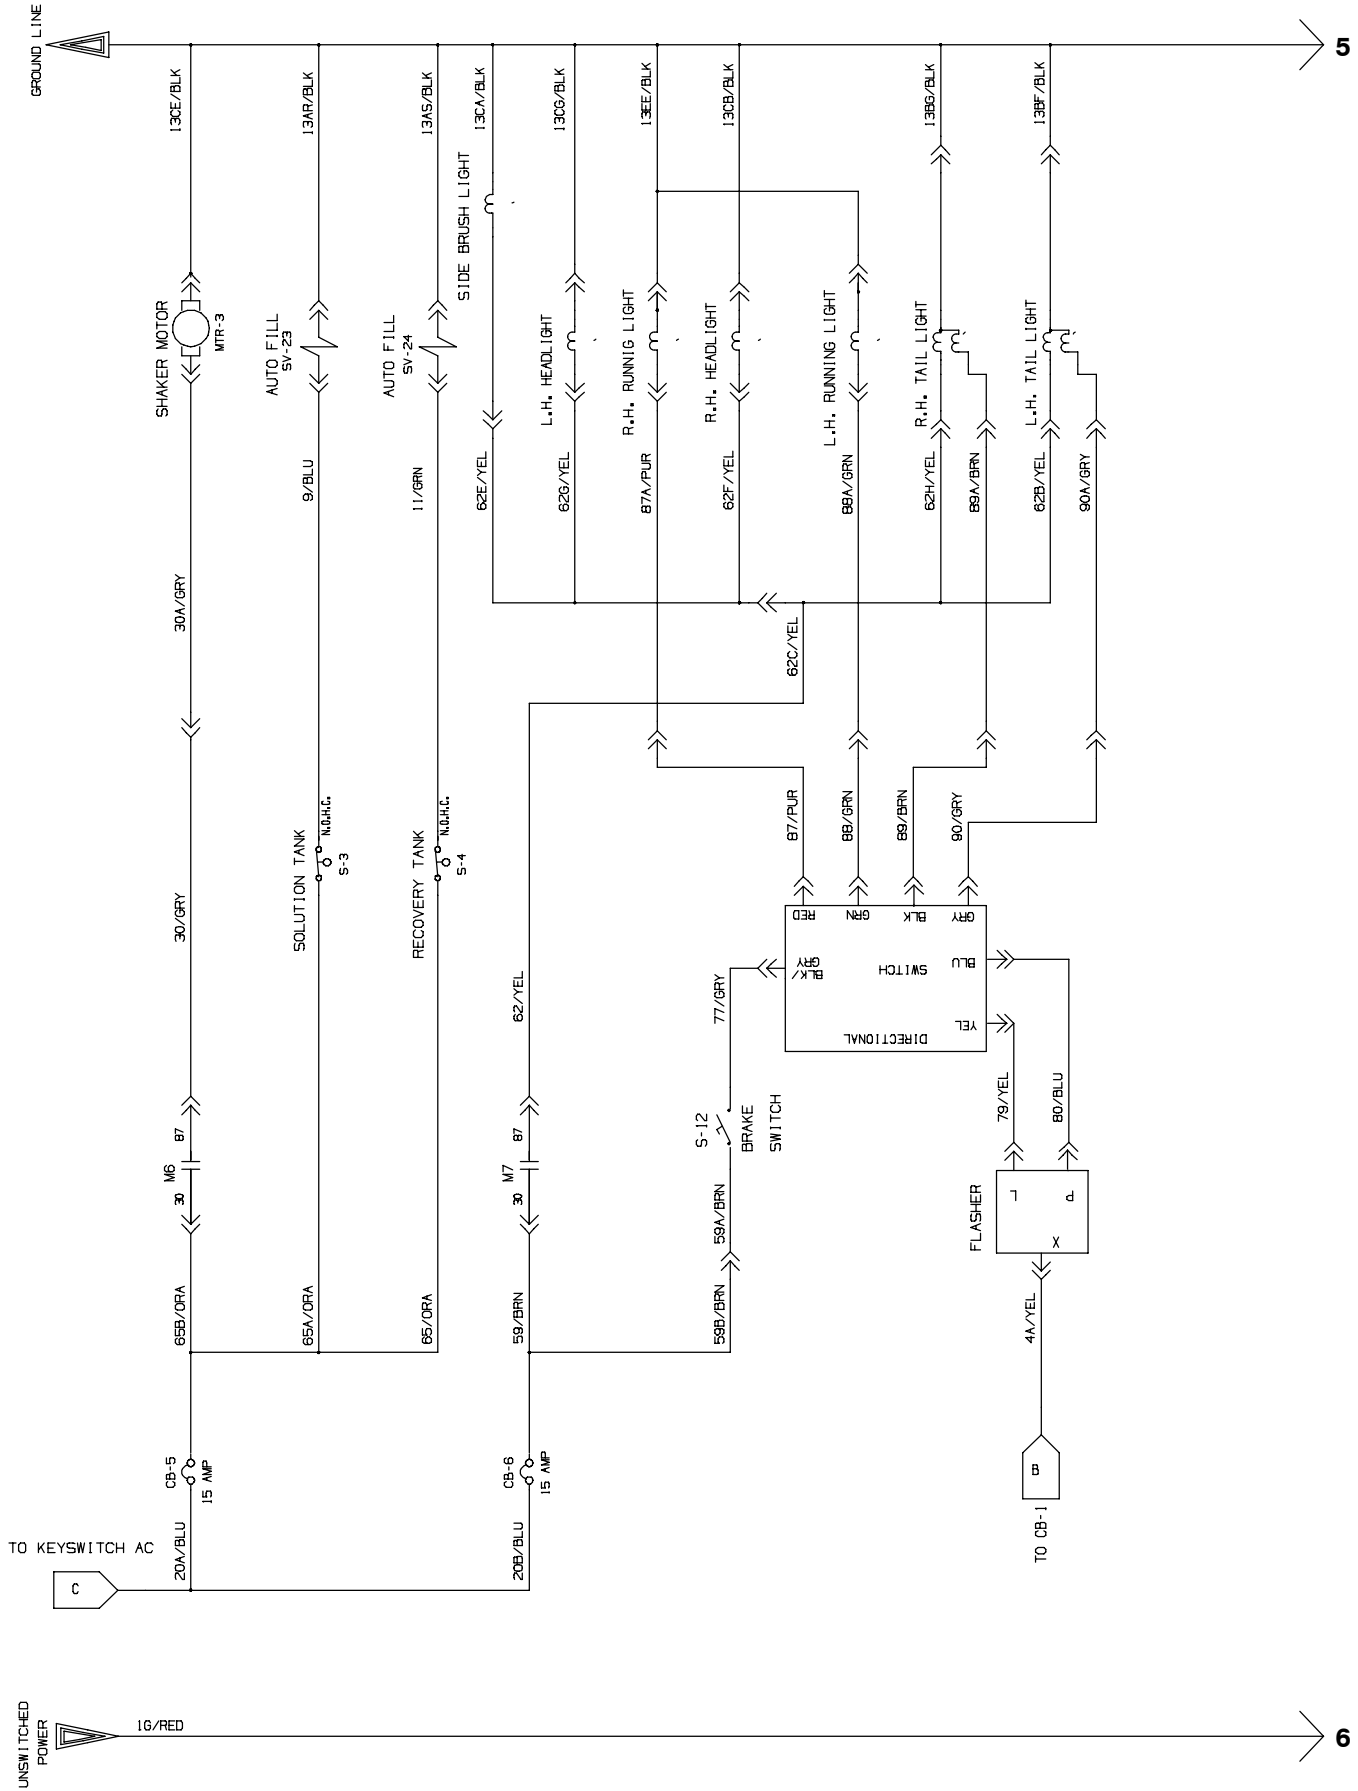 GROUND LINE
5
13CE/BLK
13AR/BLK
13AS/BLK
13CA/BLK
13CG/BLK
13EE/BLK
13CB/BLK
13BG/BLK
13BF/BLK
SHAKER MOTOR
MTR-3
AUTO FILL
SV-23
AUTO FILL
SV-24
SIDE BRUSH LIGHT
L.H. HEADLIGHT
R.H. RUNNIG LIGHT
R.H. HEADLIGHT
L.H. RUNNING LIGHT
R.H. TAIL LIGHT
L.H. TAIL LIGHT
9/BLU
11/GRN
62E/YEL
62G/YEL
87A/PUR
62F/YEL
88A/GRN
62H/YEL
89A/BRN
62B/YEL
90A/GRY
30A/GRY
62C/YEL
30/GRY
SOLUTION TANK
N.O.H.C.
S-3
RECOVERY TANK
N.O.H.C.
S-4
87/PUR
88/GRN
89/BRN
90/GRY
62/YEL
77/GRY
RED
GRN
BLK
GRY
BLK/
GRY
SWITCH
BLU
DIRECTIONAL
YEL
79/YEL
80/BLU
87
M6
30
87
M7
30
S-12
BRAKE
SWITCH
59A/BRN
FLASHER
L
P
X
65B/ORA
65A/ORA
65/ORA
59/BRN
59B/BRN
4A/YEL
CB-5
15 AMP
CB-6
15 AMP
B
TO CB-1
TO KEYSWITCH AC
C
20A/BLU
20B/BLU
UNSWITCHED
POWER
1G/RED
6